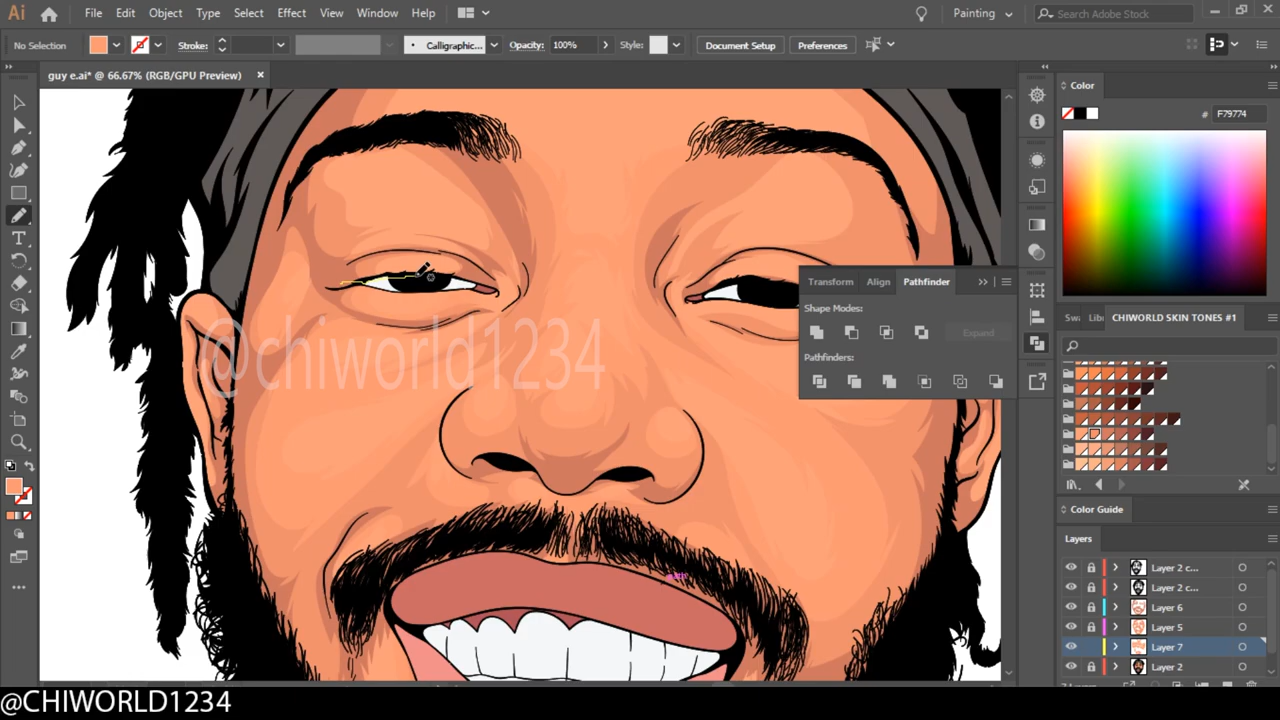 Ai
File Edit Object Type Select Effect View Window Help
Painting
Search Adobe Stock
No Selection
Stroke:
Calligraphic...
Opacity: 100%
Style:
Document Setup
Preferences
guy e.ai* @ 66.67% (RGB/GPU Preview)
Color
# F79774
Transform Align Pathfinder
Shape Modes:
Expand
Pathfinders:
Libr CHIWORLD SKIN TONES #1
@chiworld1234
Color Guide
Layers
Layer 2 c...
Layer 2 c...
Layer 6
Layer 5
Layer 7
Layer 2
@CHIWORLD1234